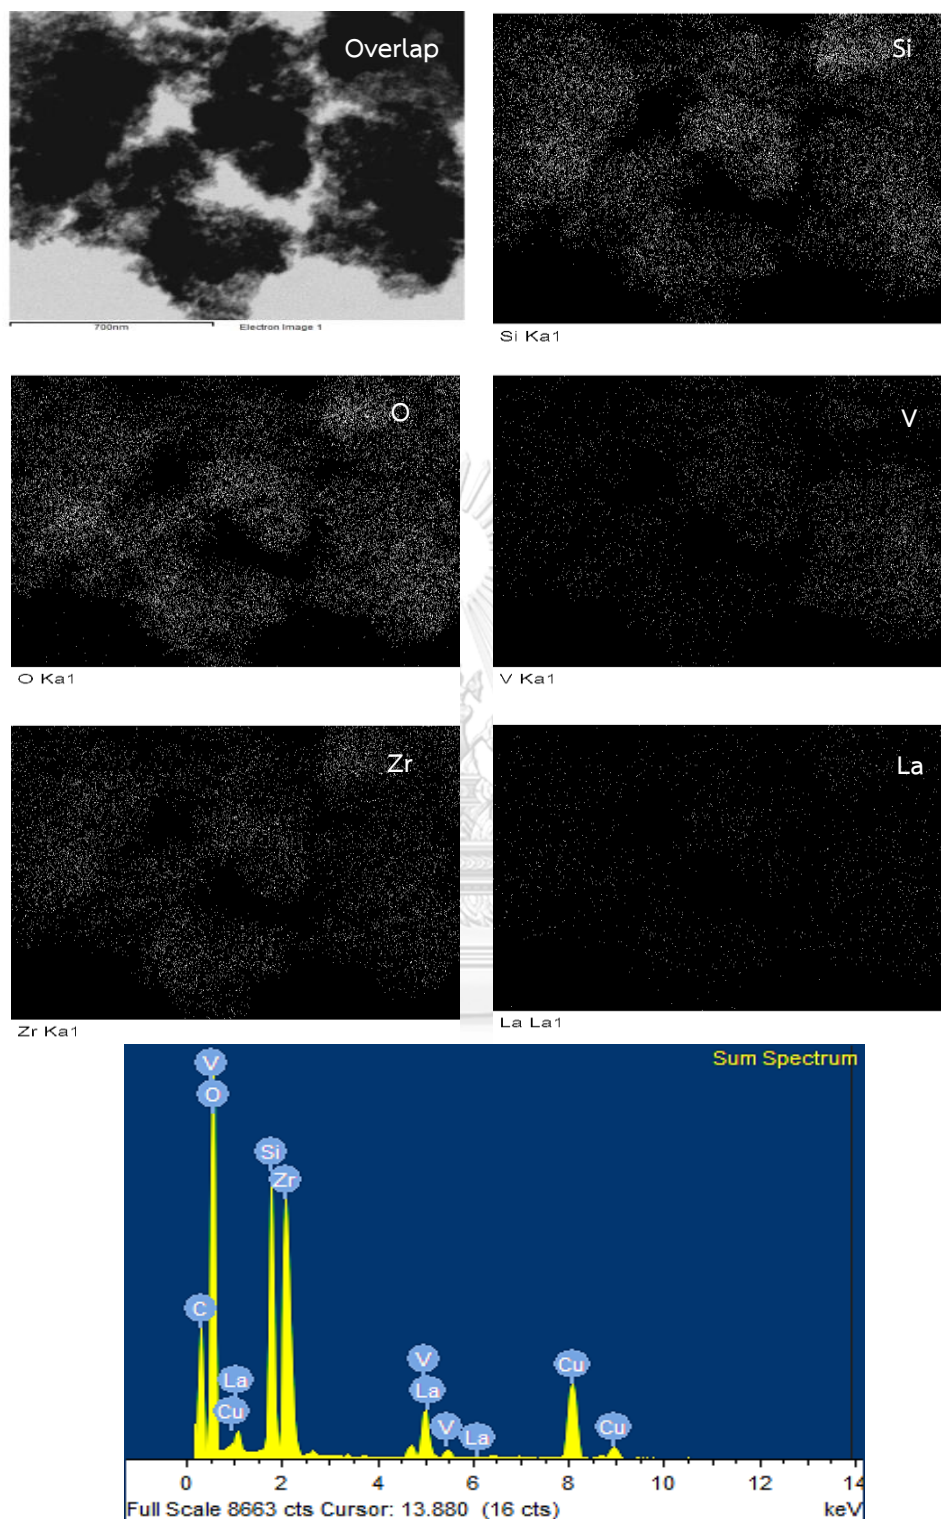 Overlap
Si
700nm
Electron Image 1
Si Ka1
O
V
O Ka1
V Ka1
Zr
La
Zr Ka1
La La1
Sum Spectrum
V
O
Si
Zr
C
La
Cu
V
La
V
La
Cu
Cu
0 2 4 6 8 10 12 14
Full Scale 8663 cts Cursor: 13.880 (16 cts) keV